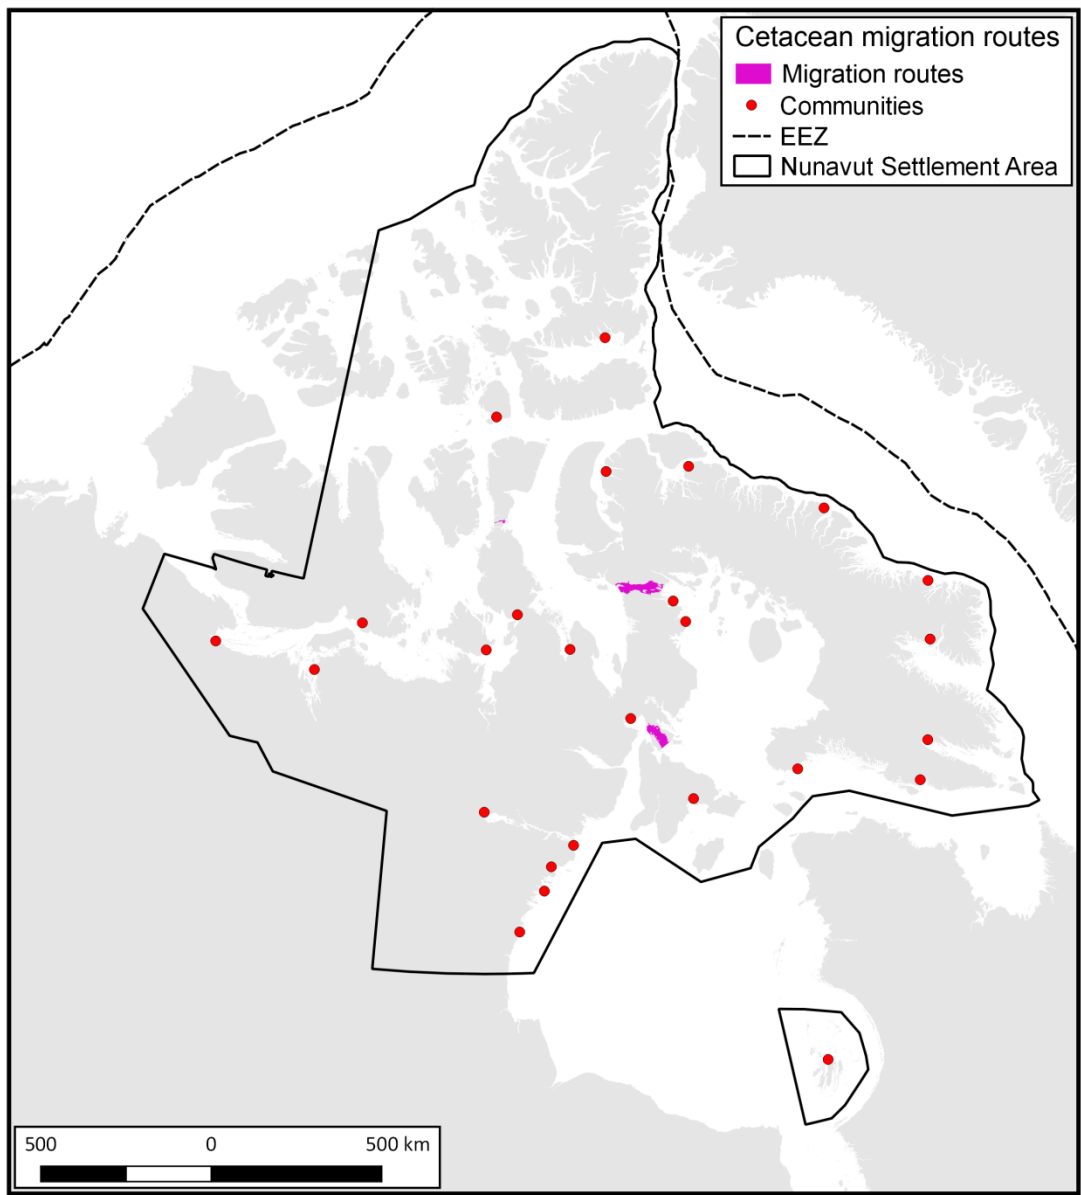 Cetacean migration routes
Migration routes
Communities
EEZ
Nunavut Settlement Area
500 0 500 km